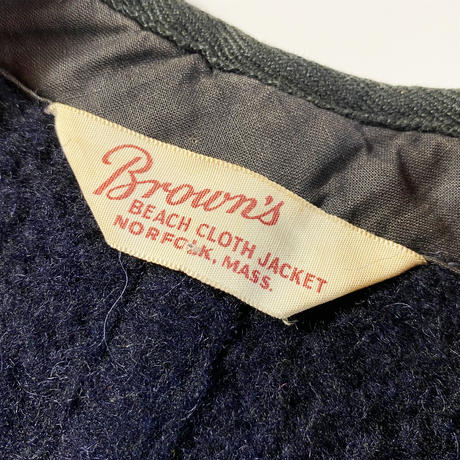 Brown's
BEACH CLOTH JACKET
NORFOLK, MASS.